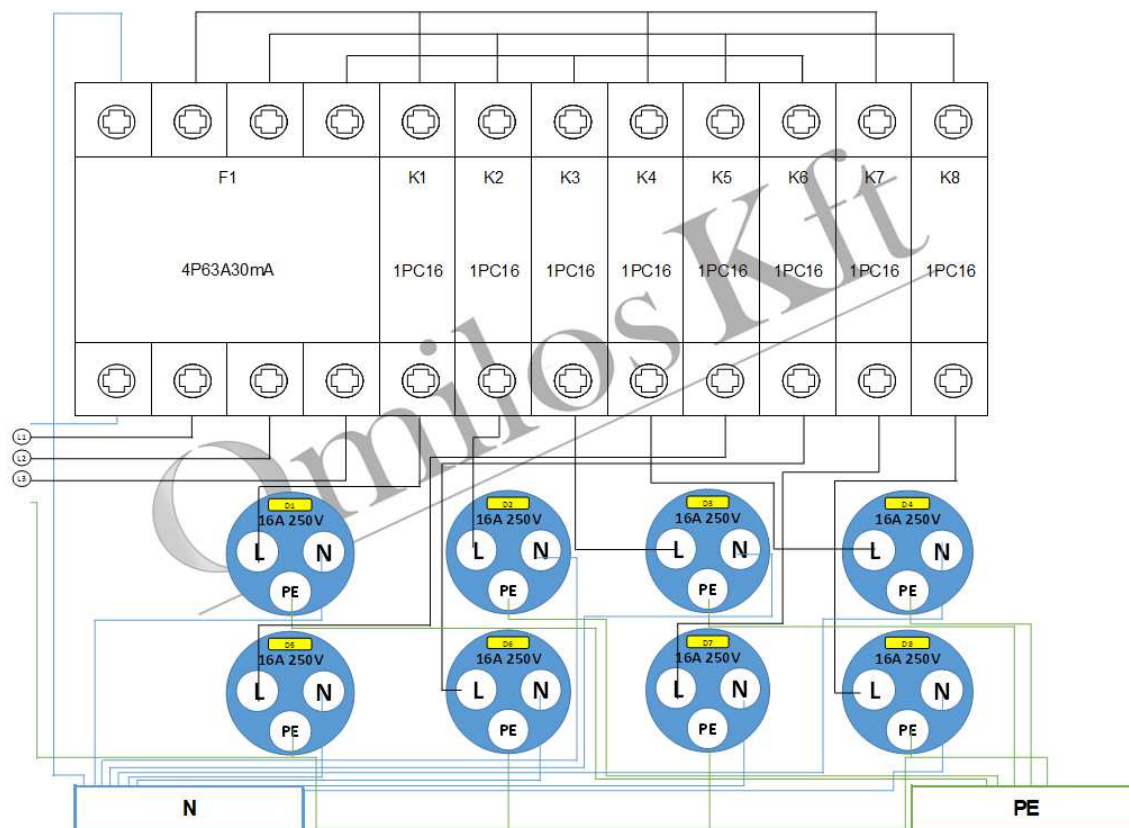 F1 K1 K2 K3 K4 K5 K6 K7 K8
4P63A30mA 1PC16 1PC16 1PC16 1PC16 1PC16 1PC16 1PC16 1PC16
Omilos Kft
L1
L2
L3
D1 D2 D3 D4
16A 250V 16A 250V 16A 250V 16A 250V
L N L N L N L N
PE PE PE PE
D5 D6 D7 D8
16A 250V 16A 250V 16A 250V 16A 250V
L N L N L N L N
PE PE PE PE
N PE